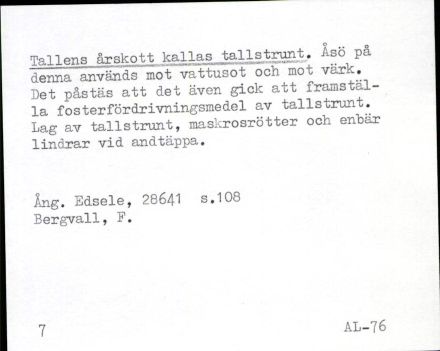 Tallens årskott kallas tallstrunt. Åsö på
denna används mot vattusot och mot värk.
Det påstås att det även gick att framstäl-
la fosterfördrivningsmedel av tallstrunt.
Lag av tallstrunt, maskrosrötter och enbär
lindrar vid andtäppa.
Ång. Edsele, 28641 s.108
Bergvall, F.
7 AL-76